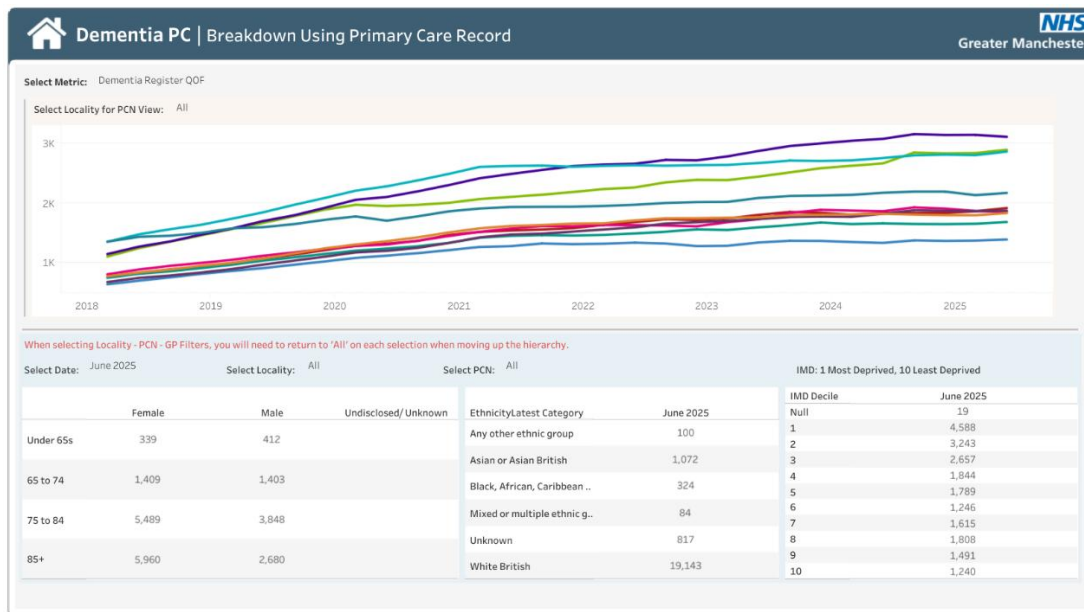 Dementia PC | Breakdown Using Primary Care Record
NHS
Greater Manchester
Select Metric: Dementia Register QOF
Select Locality for PCN View: All
3K
2K
1K
2018 2019 2020 2021 2022 2023 2024 2025
When selecting Locality - PCN - GP Filters, you will need to return to 'All' on each selection when moving up the hierarchy.
Select Date: June 2025 Select Locality: All Select PCN: All IMD: 1 Most Deprived, 10 Least Deprived
Female Male Undisclosed/ Unknown
Under 65s 339 412
65 to 74 1,409 1,403
75 to 84 5,489 3,848
85+ 5,960 2,680
EthnicityLatest Category June 2025
Any other ethnic group 100
Asian or Asian British 1,072
Black, African, Caribbean .. 324
Mixed or multiple ethnic g.. 84
Unknown 817
White British 19,143
IMD Decile June 2025
Null 19
1 4,588
2 3,243
3 2,657
4 1,844
5 1,789
6 1,246
7 1,615
8 1,808
9 1,491
10 1,240